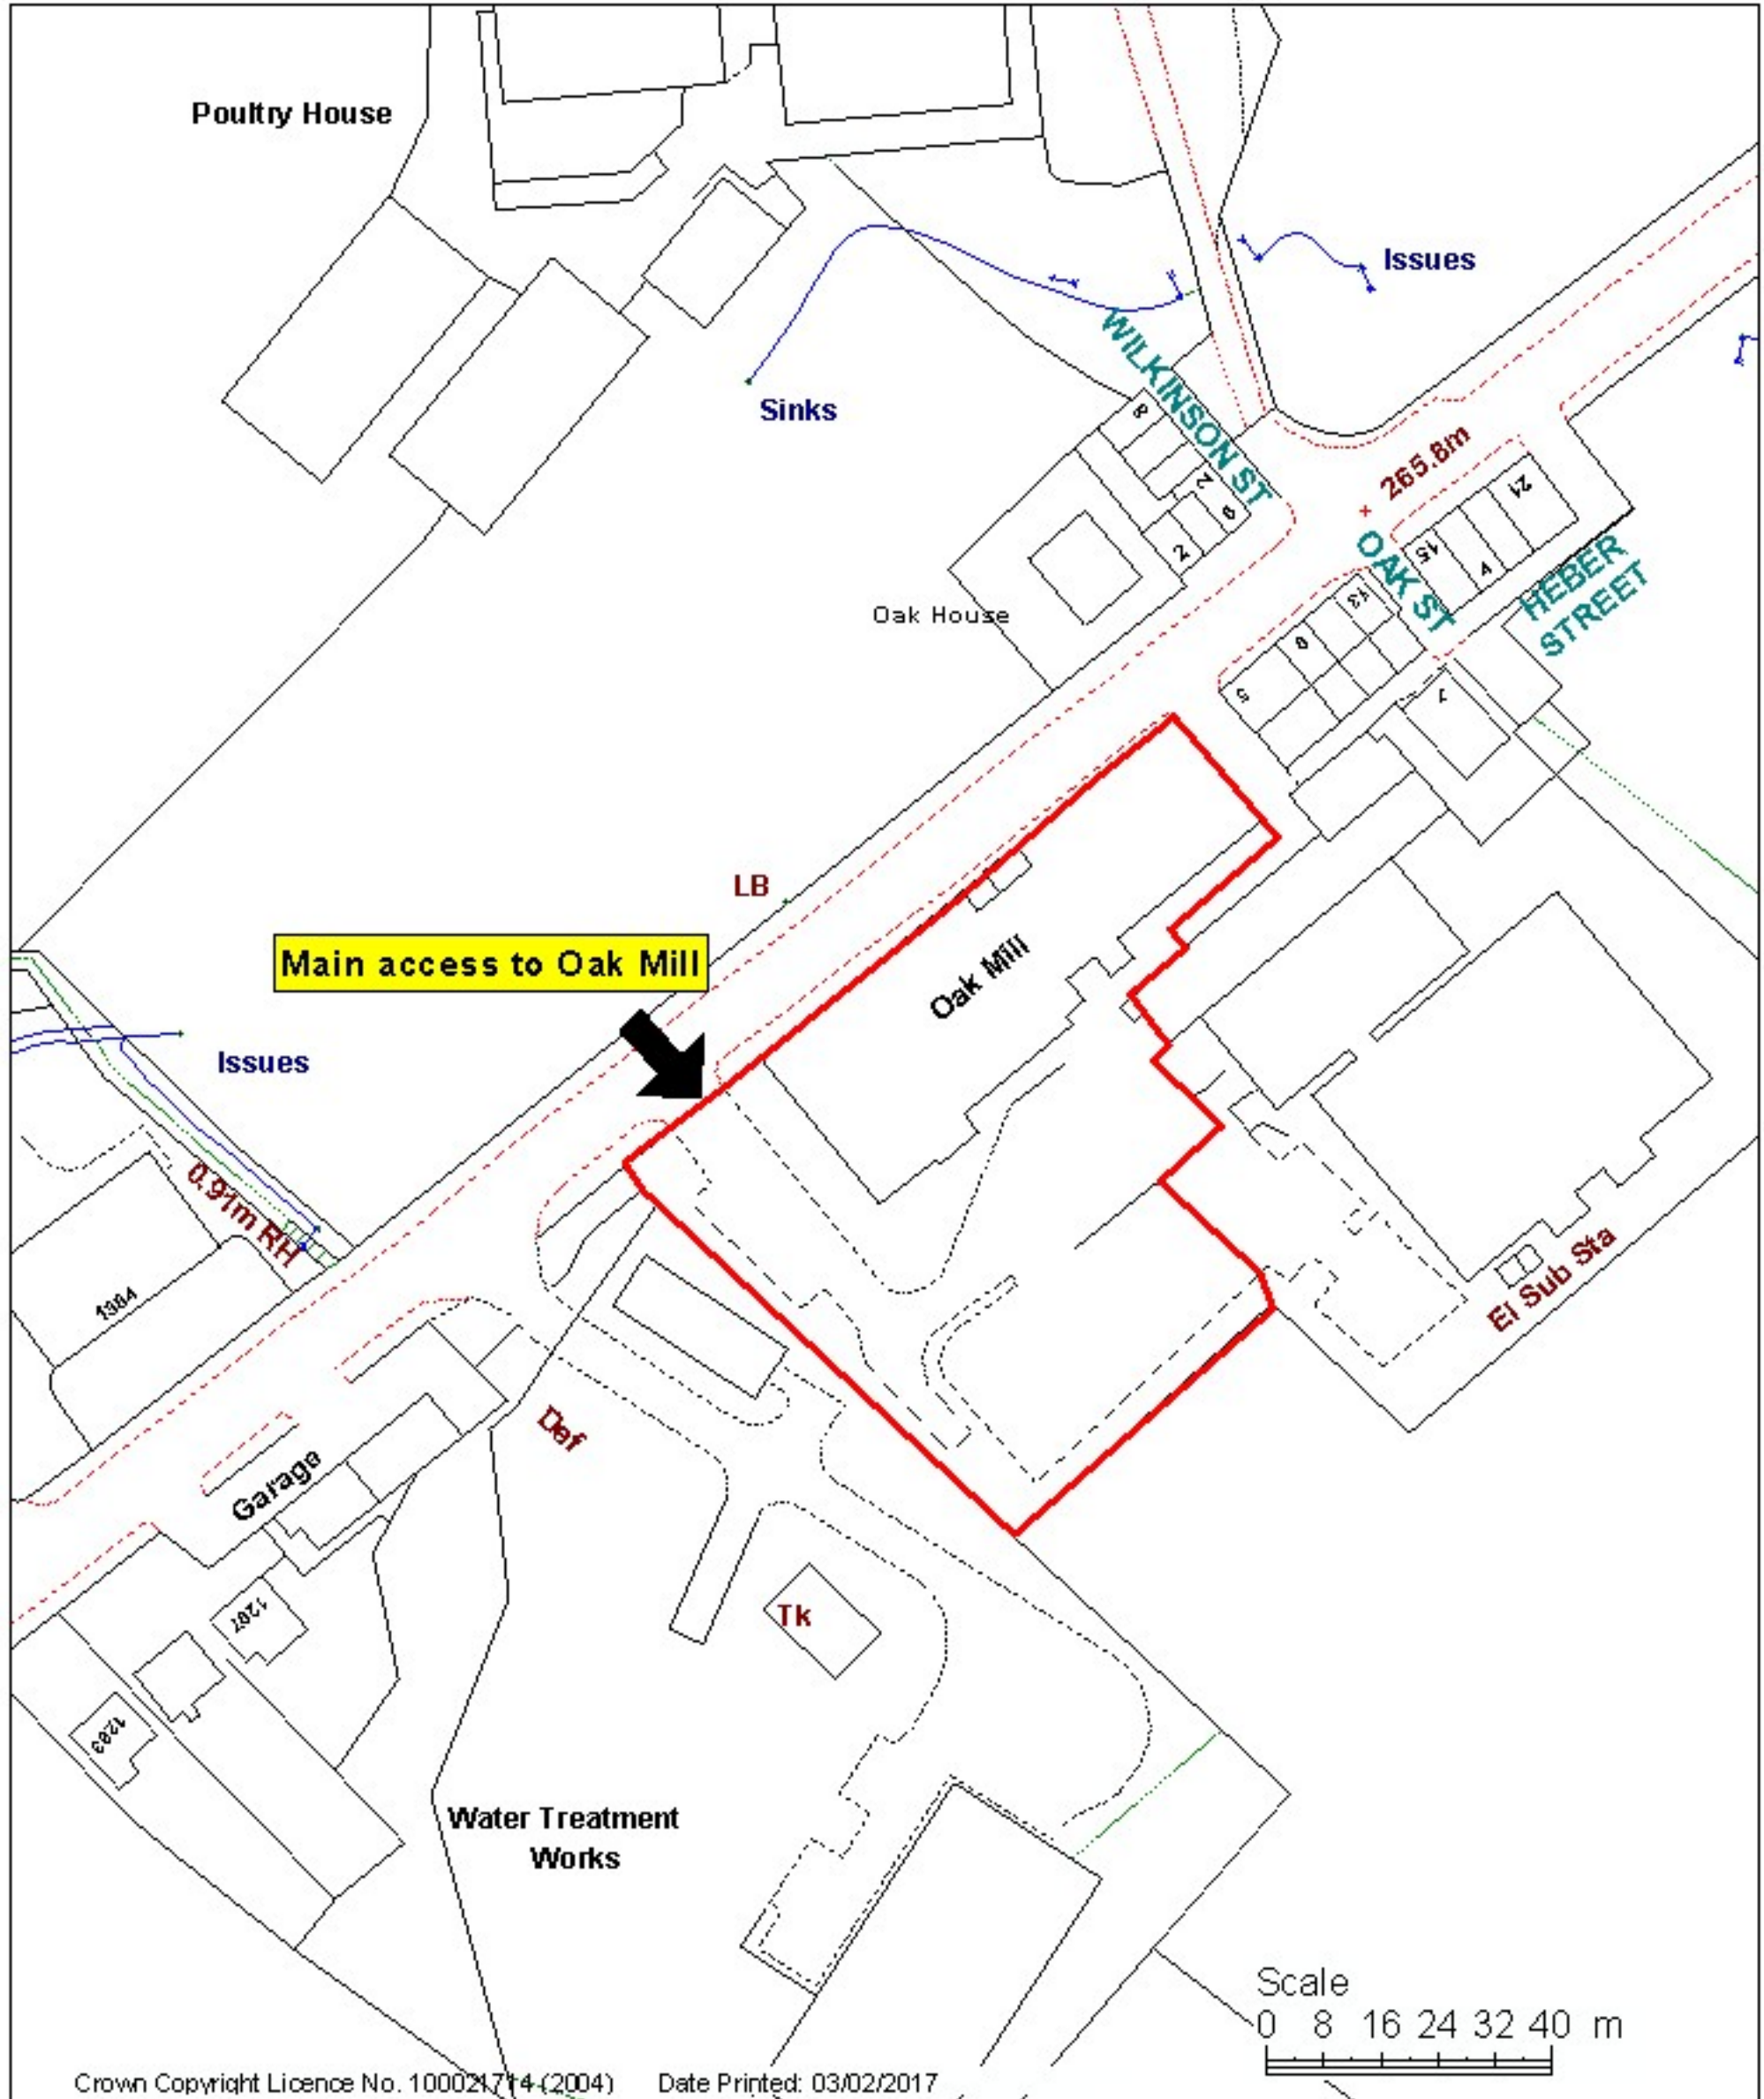 Poultry House
Issues
WILKINSON ST
Sinks
265.8m
8
21
2
9
15
OAK ST
2
HEBER
STREET
Oak House
13
9
5
LB
Oak Mill
Main access to Oak Mill
Issues
0.91m RH
El Sub Sta
1304
Def
Garage
1207
Tk
1203
Water Treatment
Works
Scale
0 8 16 24 32 40 m
Crown Copyright Licence No. 100021714 (2004) Date Printed: 03/02/2017